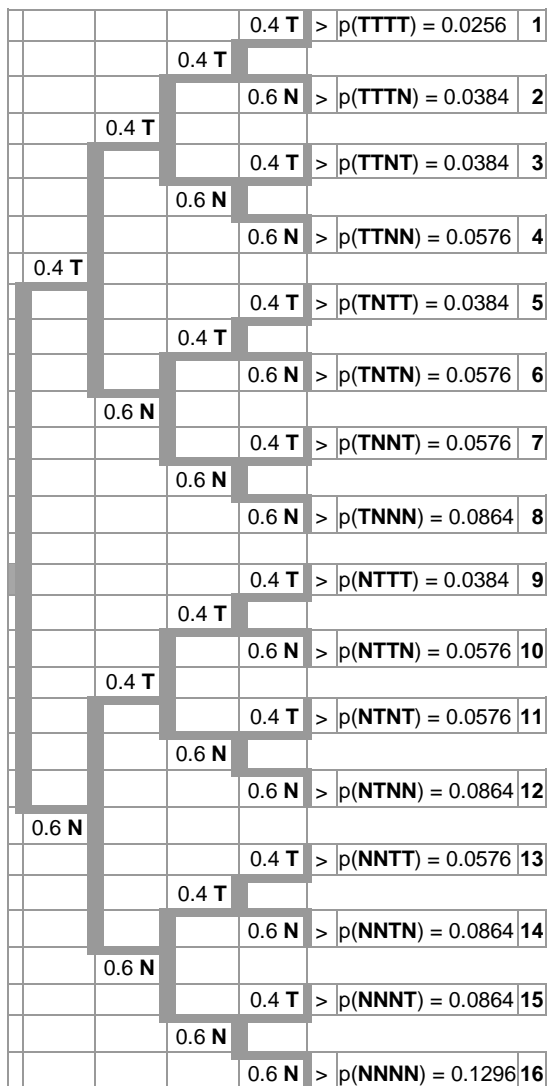 0.4 T > p(TTTT) = 0.0256 1
0.4 T
0.6 N > p(TTTN) = 0.0384 2
0.4 T
0.4 T > p(TTNT) = 0.0384 3
0.6 N
0.6 N > p(TTNN) = 0.0576 4
0.4 T
0.4 T > p(TNTT) = 0.0384 5
0.4 T
0.6 N > p(TNTN) = 0.0576 6
0.6 N
0.4 T > p(TNNT) = 0.0576 7
0.6 N
0.6 N > p(TNNN) = 0.0864 8
0.4 T > p(NTTT) = 0.0384 9
0.4 T
0.6 N > p(NTTN) = 0.0576 10
0.4 T
0.4 T > p(NTNT) = 0.0576 11
0.6 N
0.6 N > p(NTNN) = 0.0864 12
0.6 N
0.4 T > p(NNTT) = 0.0576 13
0.4 T
0.6 N > p(NNTN) = 0.0864 14
0.6 N
0.4 T > p(NNNT) = 0.0864 15
0.6 N
0.6 N > p(NNNN) = 0.1296 16